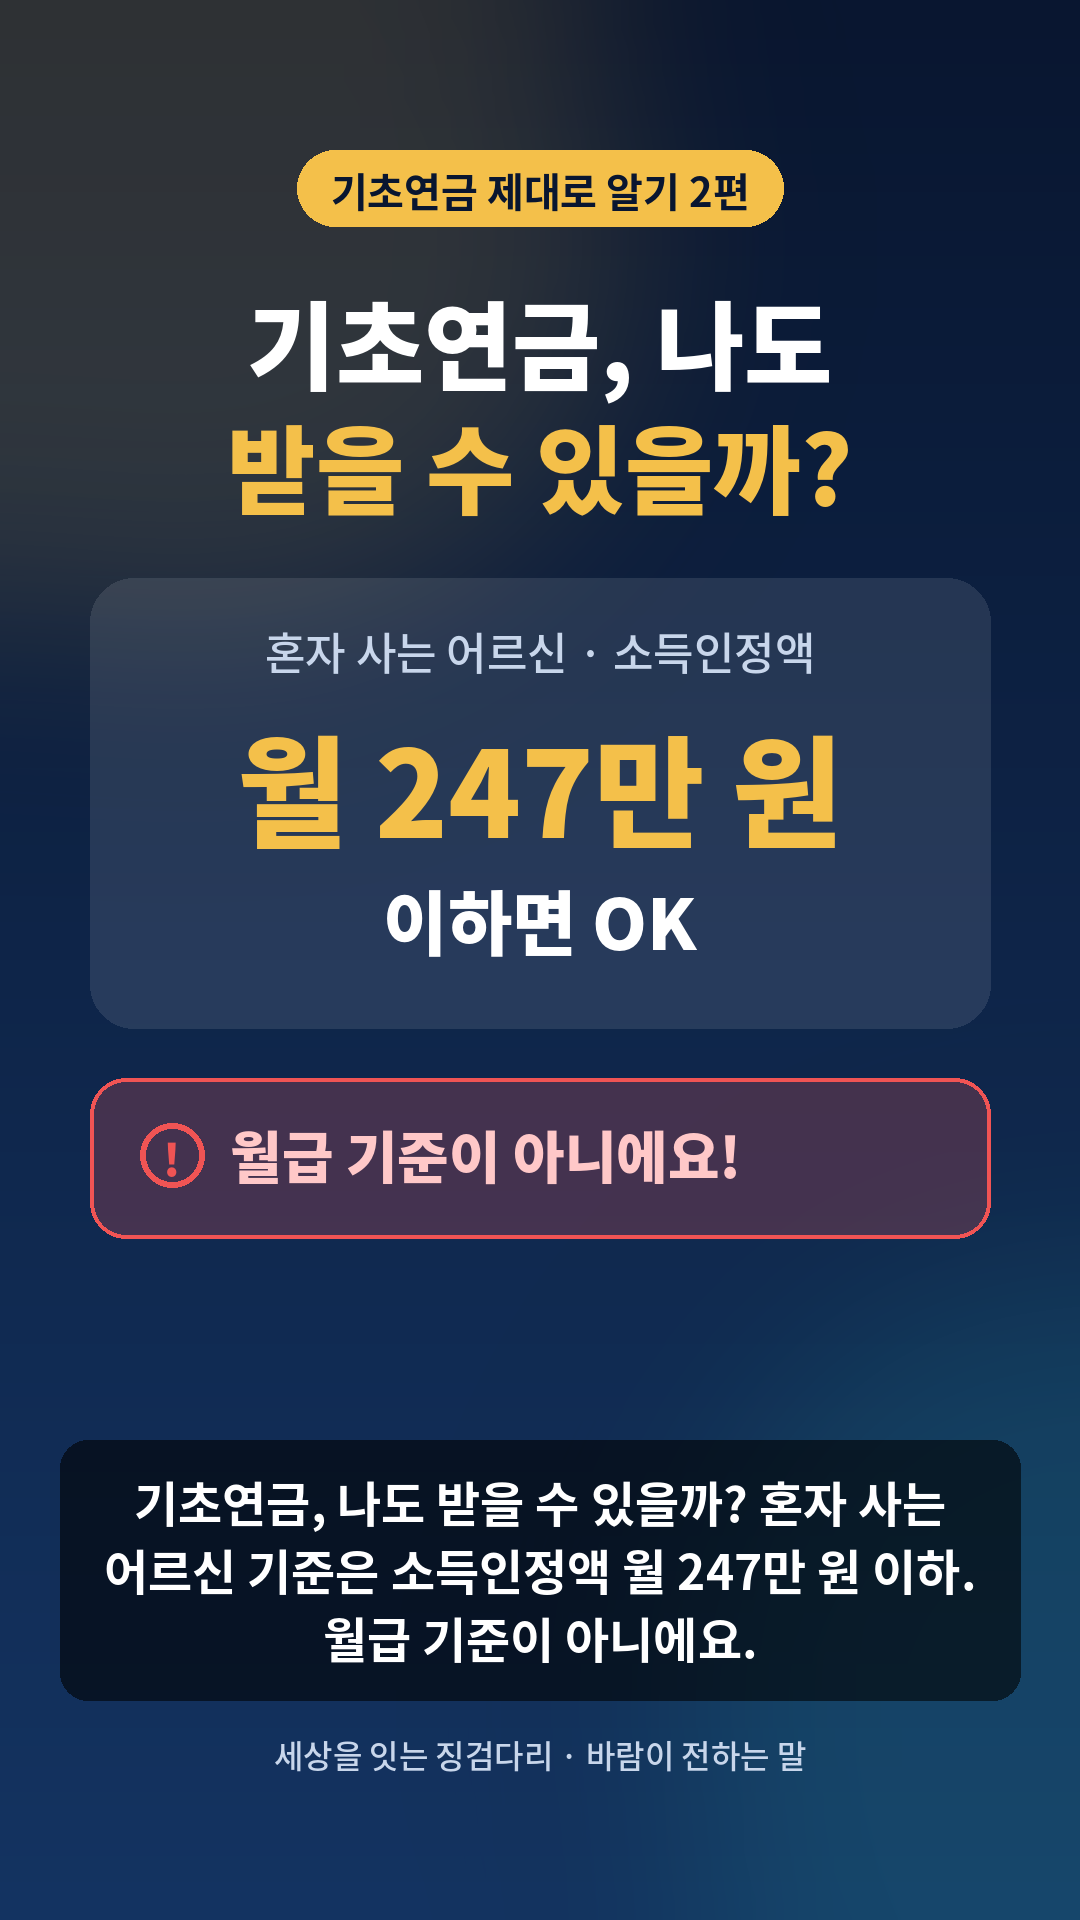 기초연금 제대로 알기 2편
기초연금, 나도
받을 수 있을까?
혼자 사는 어르신 · 소득인정액
월 247만 원
이하면 OK
! 월급 기준이 아니에요!
기초연금, 나도 받을 수 있을까? 혼자 사는
어르신 기준은 소득인정액 월 247만 원 이하.
월급 기준이 아니에요.
세상을 잇는 징검다리 · 바람이 전하는 말